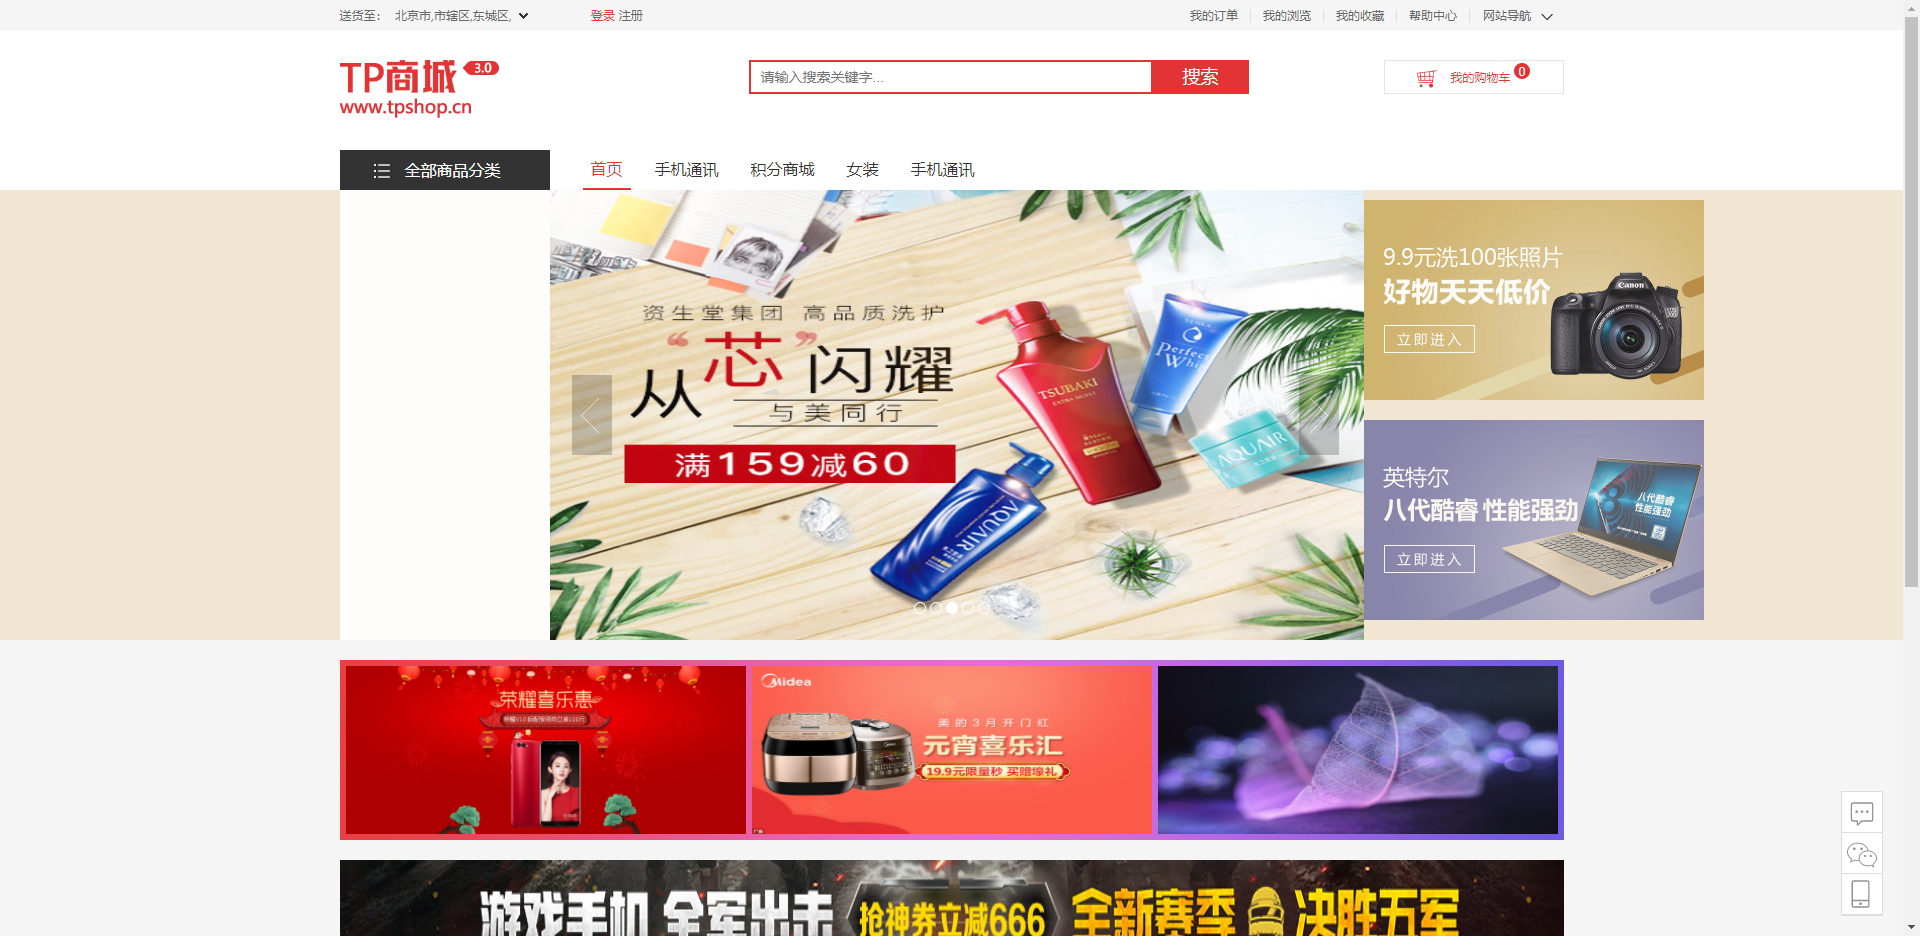 送货至： 北京市,市辖区,东城区,
登录 注册
我的订单 我的浏览 我的收藏 帮助中心 网站导航
TP商城 3.0
www.tpshop.cn
请输入搜索关键字... 搜索
我的购物车 0
全部商品分类
首页 手机通讯 积分商城 女装 手机通讯
资生堂集团 高品质洗护
从“芯”闪耀
与美同行
满159减60
TSUBAKI
SENKA
Perfect
Whip
AQUAIR
AQUAIR
9.9元洗100张照片
好物天天低价
立即进入
Canon
英特尔
八代酷睿 性能强劲
立即进入
八代酷睿
性能强劲
荣耀喜乐惠
Midea
美的3月开门红
元宵喜乐汇
19.9元限量秒 买赠壕礼
游戏手机 全军出击
抢神券立减666
全新赛季 决胜五军